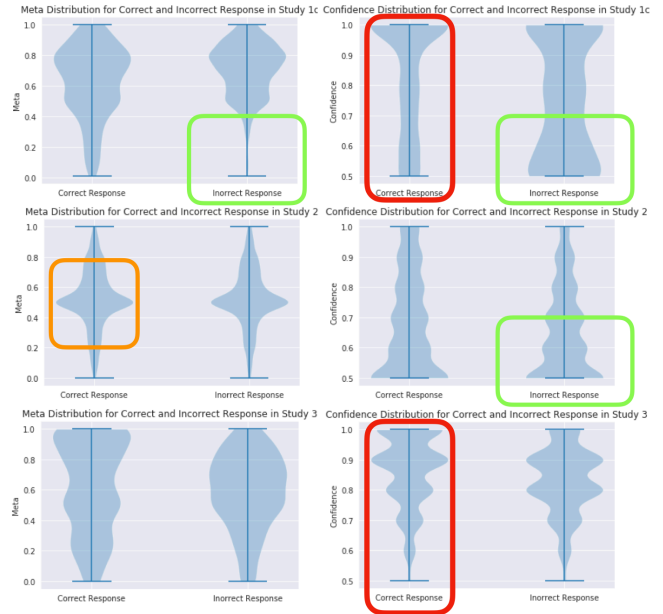 Meta Distribution for Correct and Incorrect Response in Study 1c
Confidence Distribution for Correct and Incorrect Response in Study 1c
1.0
0.8
0.6
0.4
0.2
0.0
Meta
Correct Response
Inorrect Response
1.0
0.9
0.8
0.7
0.6
0.5
Confidence
Correct Response
Inorrect Response
Meta Distribution for Correct and Incorrect Response in Study 2
Confidence Distribution for Correct and Incorrect Response in Study 2
1.0
0.8
0.6
0.4
0.2
0.0
Meta
Correct Response
Inorrect Response
1.0
0.9
0.8
0.7
0.6
0.5
Confidence
Correct Response
Inorrect Response
Meta Distribution for Correct and Incorrect Response in Study 3
Confidence Distribution for Correct and Incorrect Response in Study 3
1.0
0.8
0.6
0.4
0.2
0.0
Meta
Correct Response
Inorrect Response
1.0
0.9
0.8
0.7
0.6
0.5
Confidence
Correct Response
Inorrect Response